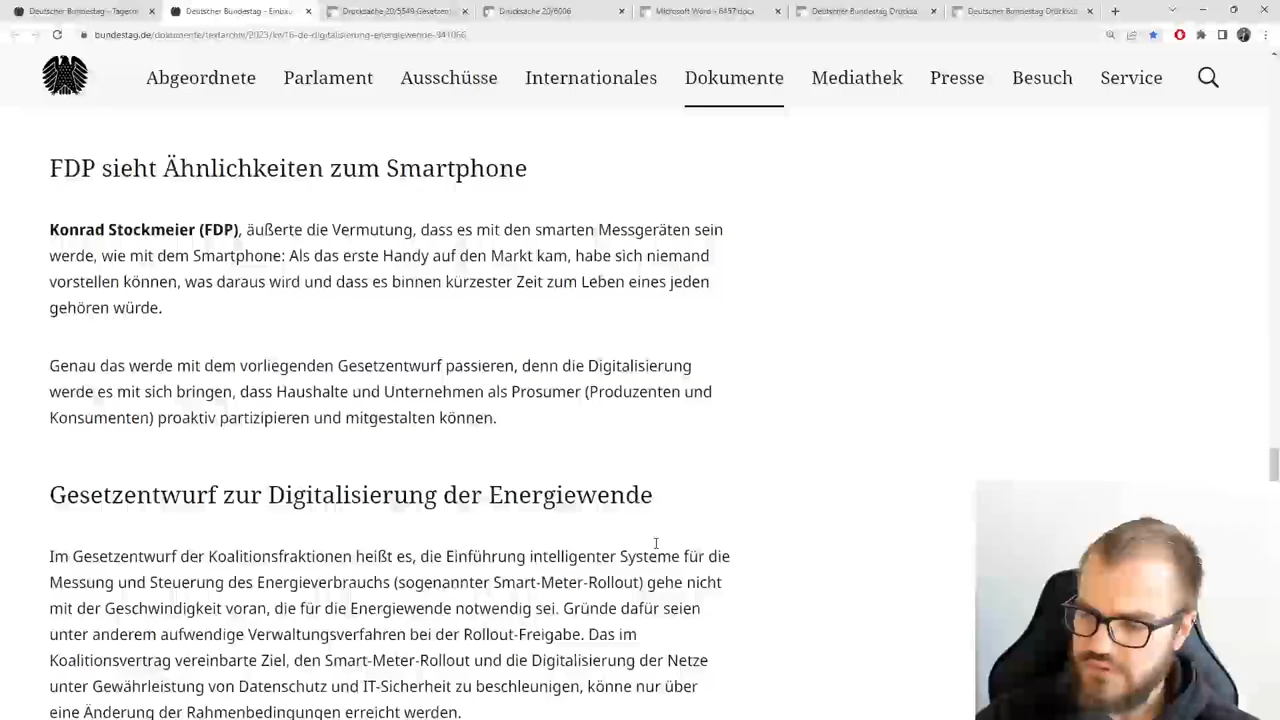 Deutscher Bundestag - Tagesm
Deutscher Bundestag - Einbau
Drucksache 20/5549 Gesetzen
Drucksache 20/6006
Microsoft Word - 6457.docx
Deutscher Bundestag Drucksa
Deutscher Bundestag Drucksa
bundestag.de/dokumente/textarchiv/2023/kw16-de-digitalisierung-energiewende-941066
Abgeordnete Parlament Ausschüsse Internationales Dokumente Mediathek Presse Besuch Service
FDP sieht Ähnlichkeiten zum Smartphone
Konrad Stockmeier (FDP), äußerte die Vermutung, dass es mit den smarten Messgeräten sein
werde, wie mit dem Smartphone: Als das erste Handy auf den Markt kam, habe sich niemand
vorstellen können, was daraus wird und dass es binnen kürzester Zeit zum Leben eines jeden
gehören würde.
Genau das werde mit dem vorliegenden Gesetzentwurf passieren, denn die Digitalisierung
werde es mit sich bringen, dass Haushalte und Unternehmen als Prosumer (Produzenten und
Konsumenten) proaktiv partizipieren und mitgestalten können.
Gesetzentwurf zur Digitalisierung der Energiewende
Im Gesetzentwurf der Koalitionsfraktionen heißt es, die Einführung intelligenter Systeme für die
Messung und Steuerung des Energieverbrauchs (sogenannter Smart-Meter-Rollout) gehe nicht
mit der Geschwindigkeit voran, die für die Energiewende notwendig sei. Gründe dafür seien
unter anderem aufwendige Verwaltungsverfahren bei der Rollout-Freigabe. Das im
Koalitionsvertrag vereinbarte Ziel, den Smart-Meter-Rollout und die Digitalisierung der Netze
unter Gewährleistung von Datenschutz und IT-Sicherheit zu beschleunigen, könne nur über
eine Änderung der Rahmenbedingungen erreicht werden.